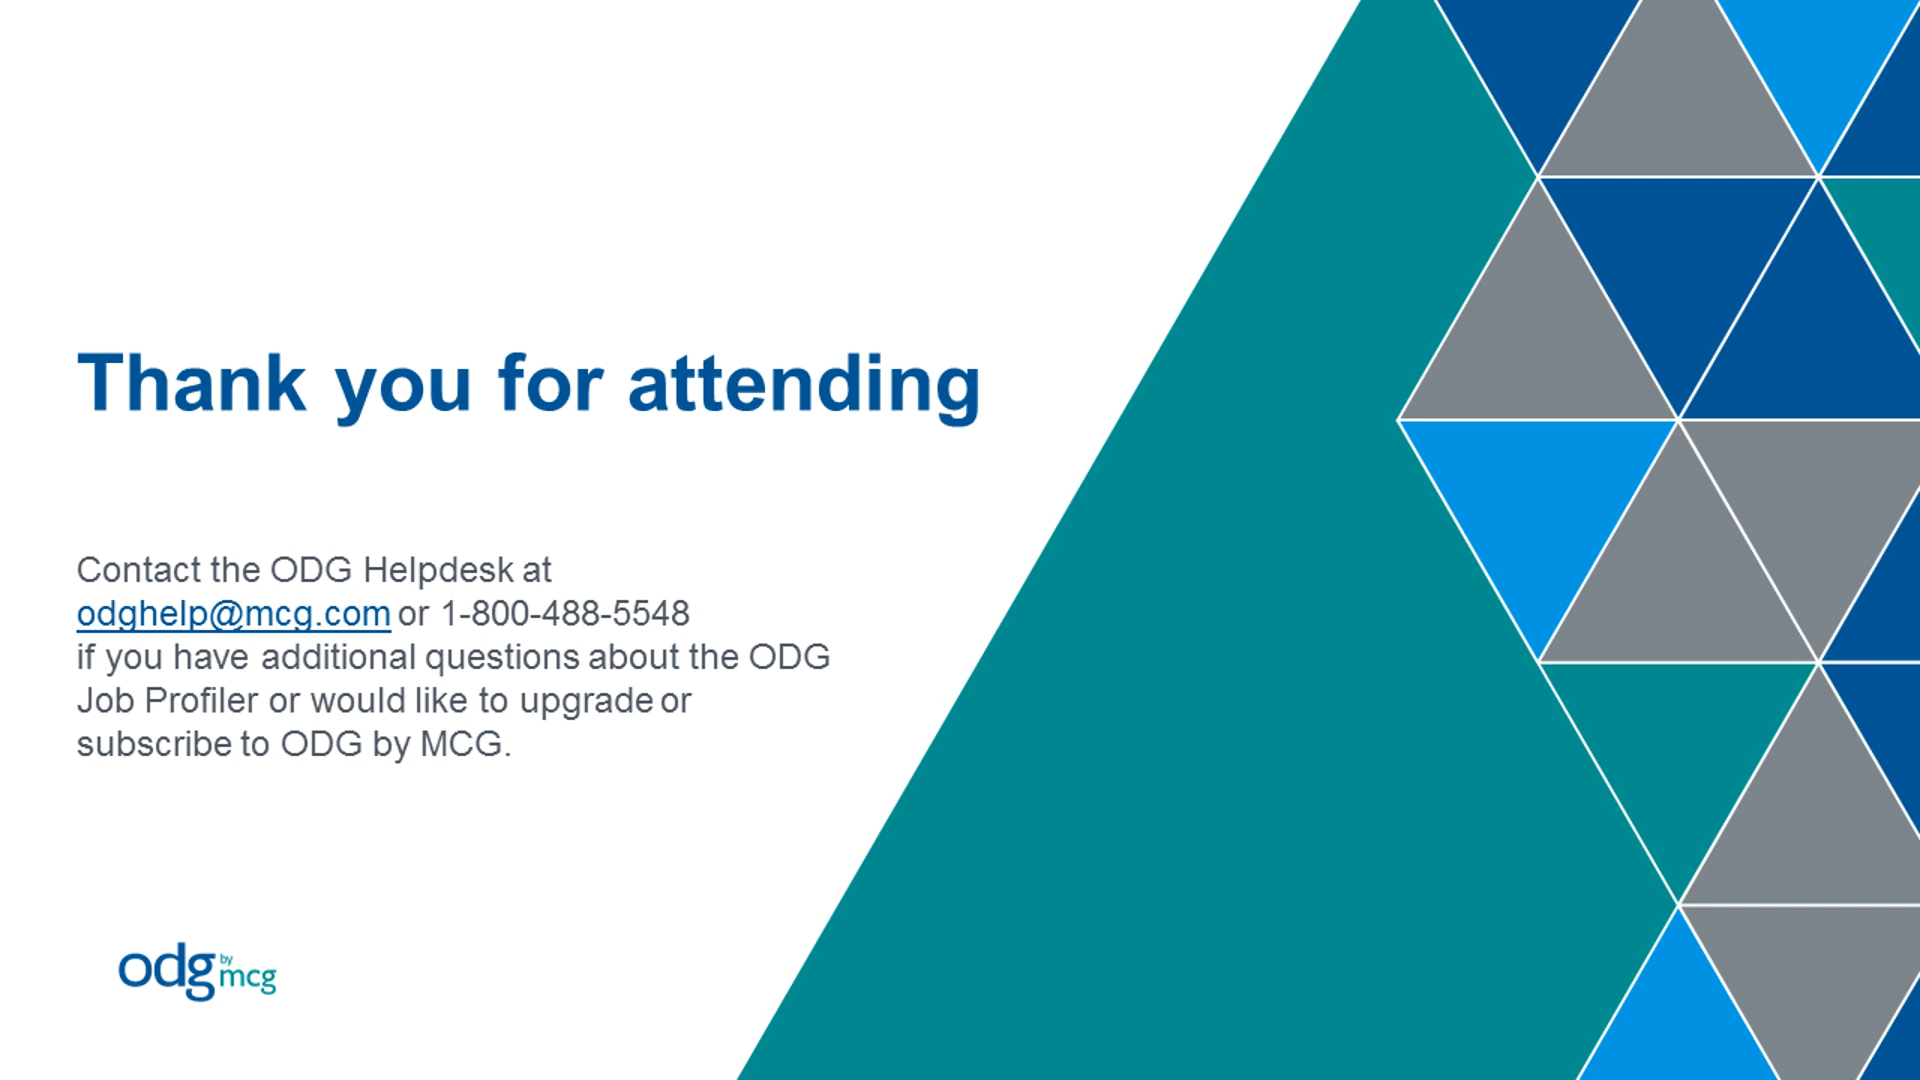 Thank you for attending
Contact the ODG Helpdesk at
odghelp@mcg.com or 1-800-488-5548
if you have additional questions about the ODG
Job Profiler or would like to upgrade or
subscribe to ODG by MCG.
odg by mcg